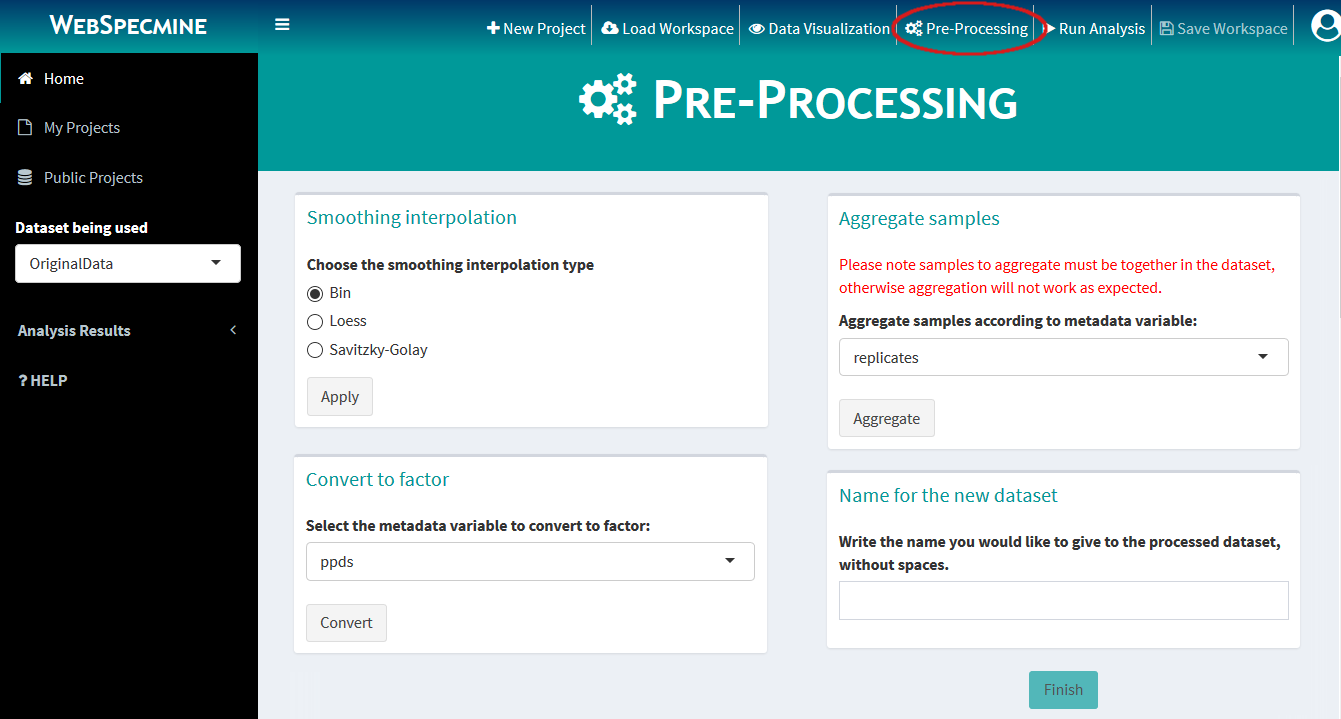 WEBSPECMINE
New Project
Load Workspace
Data Visualization
Pre-Processing
Run Analysis
Save Workspace
Home
My Projects
Public Projects
Dataset being used
OriginalData
Analysis Results
? HELP
PRE-PROCESSING
Smoothing interpolation
Choose the smoothing interpolation type
Bin
Loess
Savitzky-Golay
Apply
Convert to factor
Select the metadata variable to convert to factor:
ppds
Convert
Aggregate samples
Please note samples to aggregate must be together in the dataset,
otherwise aggregation will not work as expected.
Aggregate samples according to metadata variable:
replicates
Aggregate
Name for the new dataset
Write the name you would like to give to the processed dataset,
without spaces.
Finish